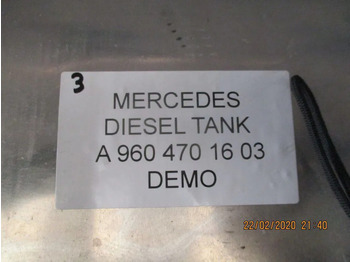 3
MERCEDES
DIESEL TANK
A 960 470 16 03
DEMO
22/02/2020 21:40